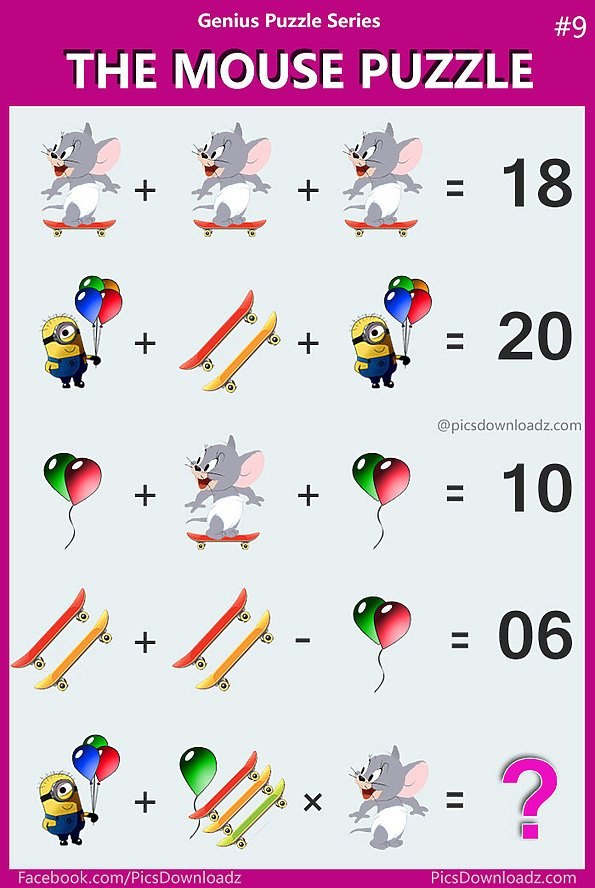 Genius Puzzle Series
#9
THE MOUSE PUZZLE
+ + = 18
+ + = 20
@picsdownloadz.com
+ + = 10
+ - = 06
+ × = ?
Facebook.com/PicsDownloadz PicsDownloadz.com